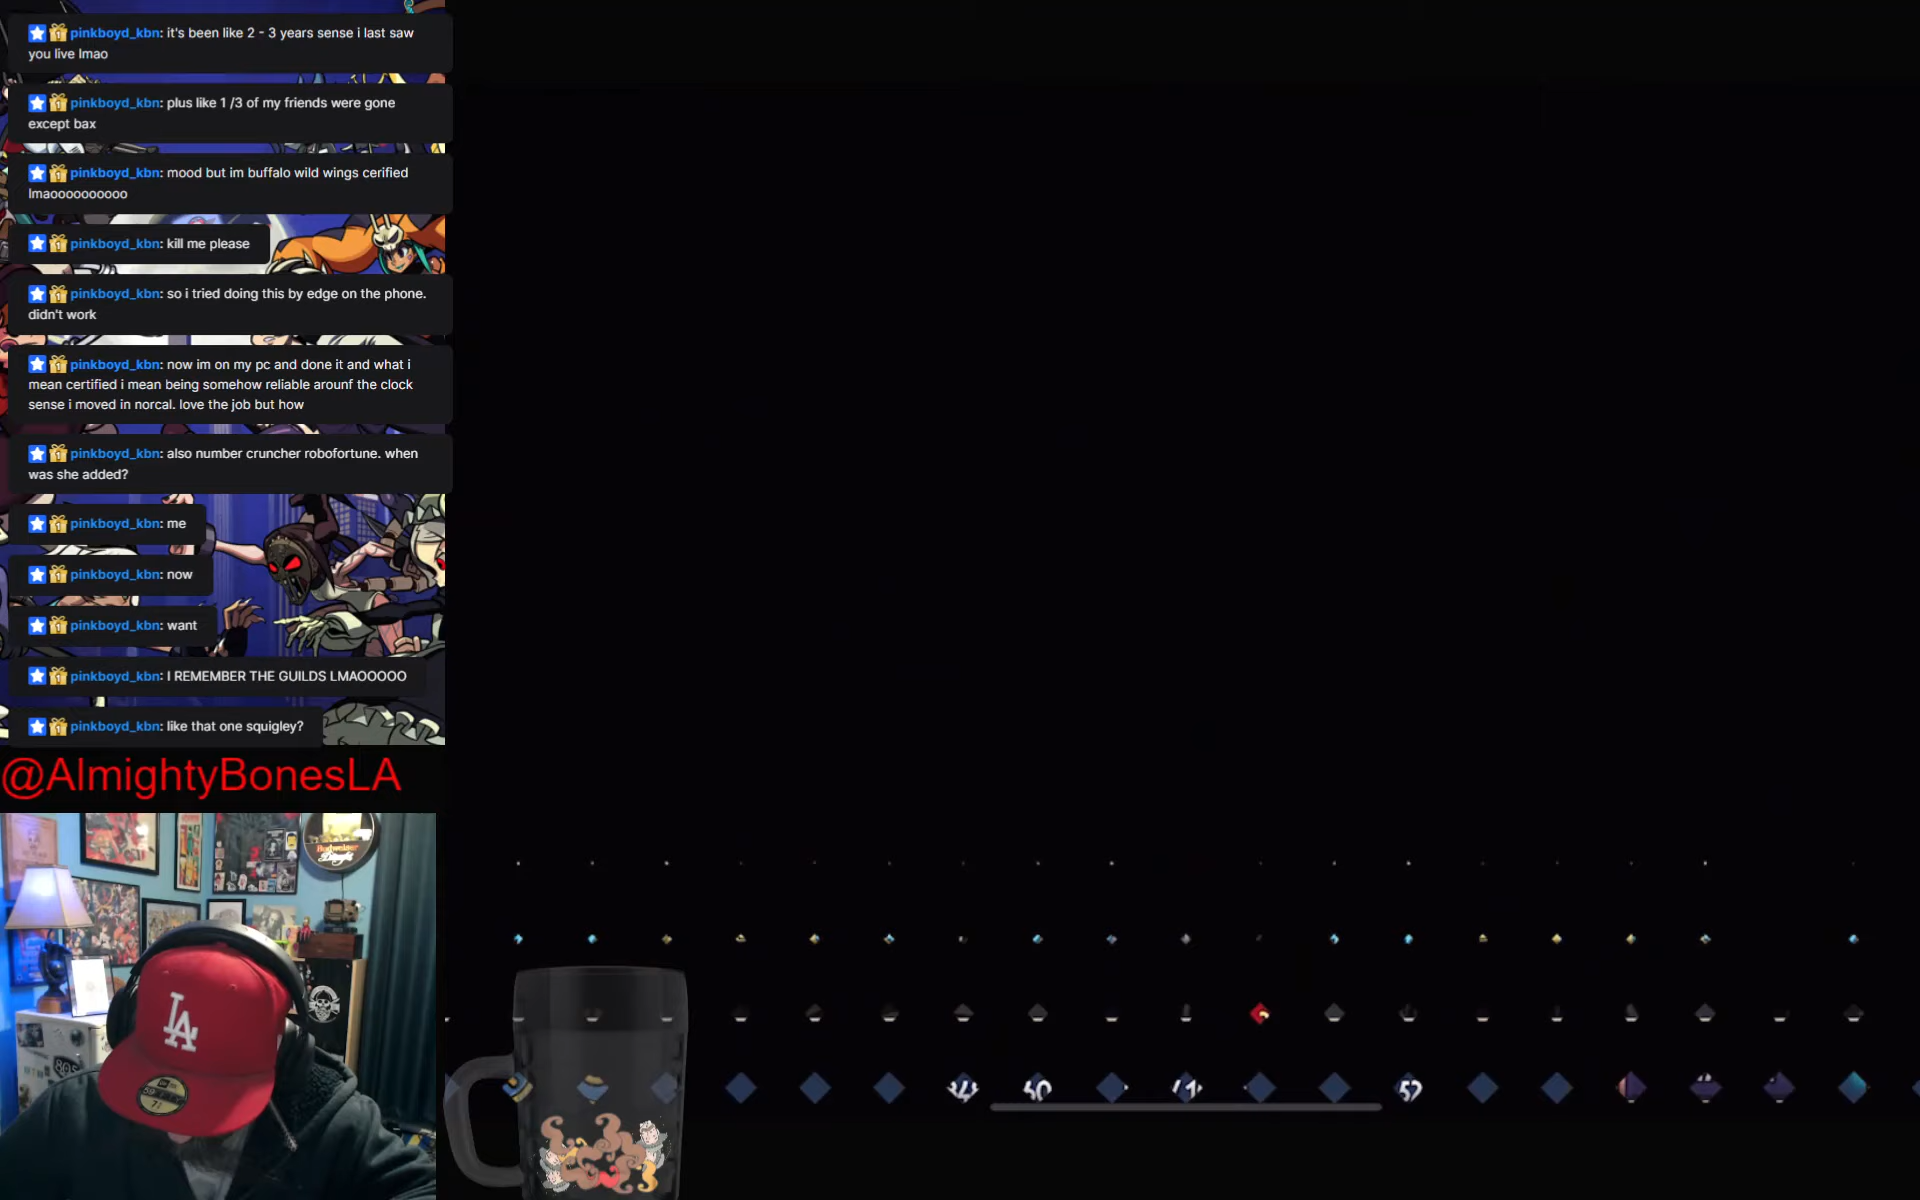 pinkboyd_kbn: it's been like 2 - 3 years sense i last saw
you live lmao
pinkboyd_kbn: plus like 1 /3 of my friends were gone
except bax
pinkboyd_kbn: mood but im buffalo wild wings cerified
lmaoooooooooo
pinkboyd_kbn: kill me please
pinkboyd_kbn: so i tried doing this by edge on the phone.
didn't work
pinkboyd_kbn: now im on my pc and done it and what i
mean certified i mean being somehow reliable arounf the clock
sense i moved in norcal. love the job but how
pinkboyd_kbn: also number cruncher robofortune. when
was she added?
pinkboyd_kbn: me
pinkboyd_kbn: now
pinkboyd_kbn: want
pinkboyd_kbn: I REMEMBER THE GUILDS LMAOOOOO
pinkboyd_kbn: like that one squigley?
@AlmightyBonesLA
Budweiser
Draught
LA